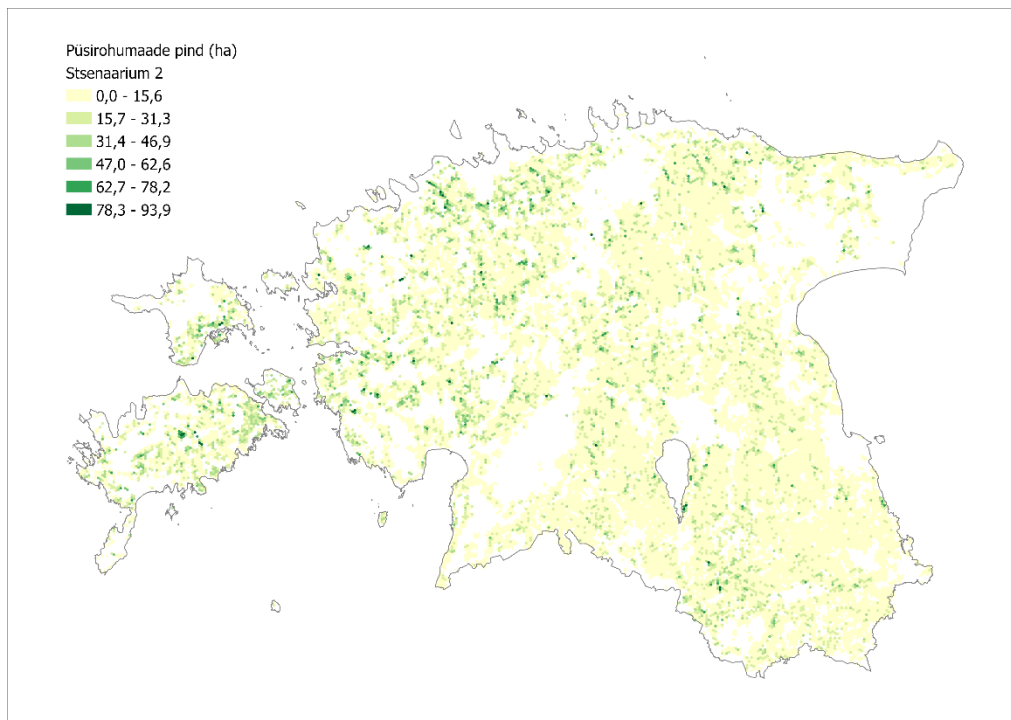 Püsirohumaade pind (ha)
Stsenaarium 2
0,0 - 15,6
15,7 - 31,3
31,4 - 46,9
47,0 - 62,6
62,7 - 78,2
78,3 - 93,9